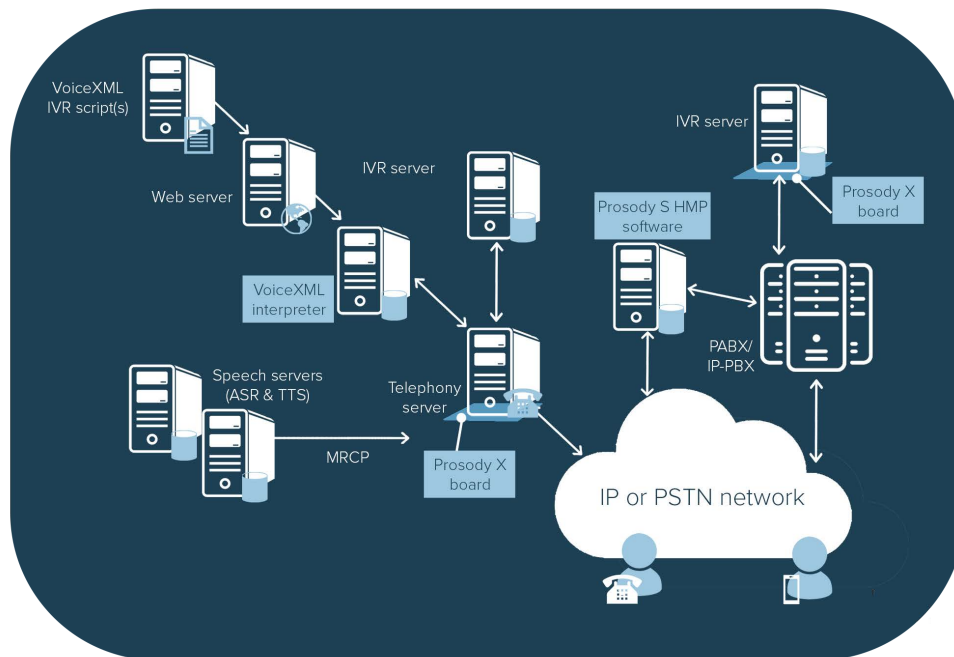 VoiceXML
IVR script(s)
Web server
IVR server
IVR server
Prosody X
board
Prosody S HMP
software
VoiceXML
interpreter
PABX/
IP-PBX
Speech servers
(ASR & TTS)
Telephony
server
MRCP
Prosody X
board
IP or PSTN network